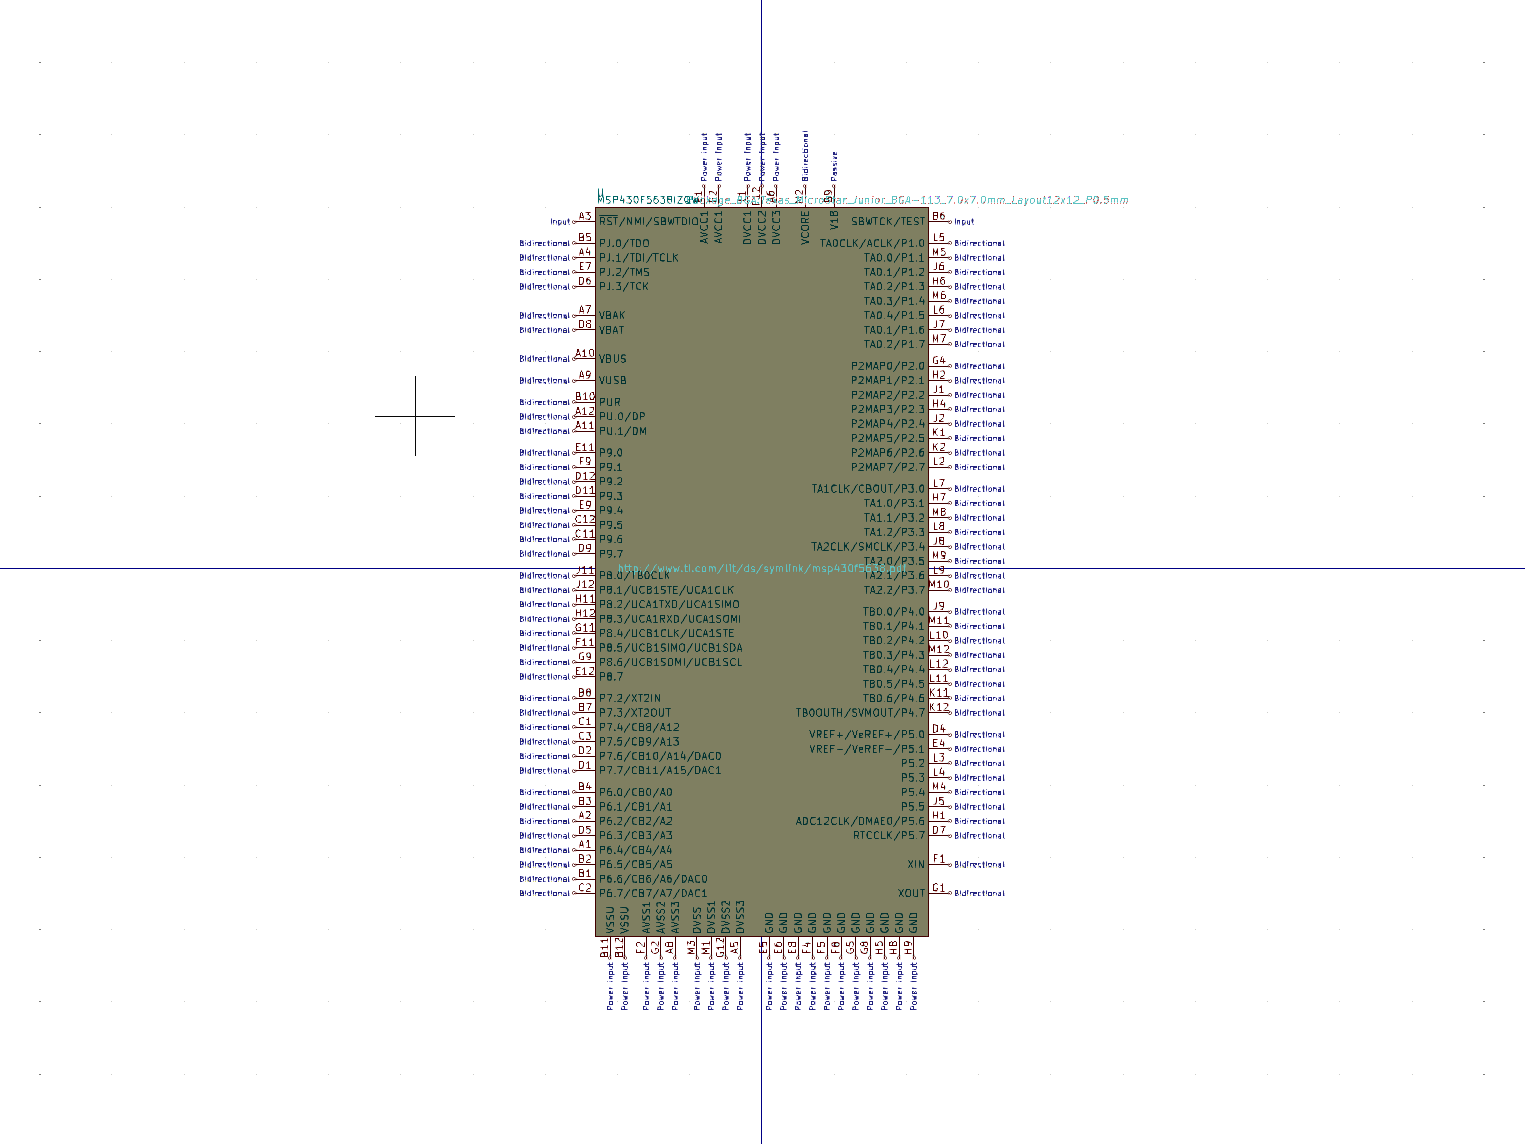 Power Input Power Input Power Input Power Input Power Input Bidirectional Passive
U
AVCC1 AVCC1 DVCC1 DVCC2 DVCC3 VCORE V18
Input A3 RST/NMI/SBWTDIO
Bidirectional B5 PJ.0/TDO
Bidirectional A4 PJ.1/TDI/TCLK
Bidirectional E7 PJ.2/TMS
Bidirectional D6 PJ.3/TCK
Bidirectional A7 VBAK
Bidirectional D8 VBAT
Bidirectional A10 VBUS
Bidirectional A9 VUSB
Bidirectional B10 PUR
Bidirectional A12 PU.0/DP
Bidirectional A11 PU.1/DM
Bidirectional E11 P9.0
Bidirectional F9 P9.1
Bidirectional D12 P9.2
Bidirectional D11 P9.3
Bidirectional E9 P9.4
Bidirectional C12 P9.5
Bidirectional C11 P9.6
Bidirectional D9 P9.7
http://www.ti.com/lit/ds/symlink/msp430f5638.pdf
Bidirectional J11 P8.0/TB0CLK
Bidirectional J12 P8.1/UCB1STE/UCA1CLK
Bidirectional H11 P8.2/UCA1TXD/UCA1SIMO
Bidirectional H12 P8.3/UCA1RXD/UCA1SOMI
Bidirectional G11 P8.4/UCB1CLK/UCA1STE
Bidirectional F11 P8.5/UCB1SIMO/UCB1SDA
Bidirectional G9 P8.6/UCB1SOMI/UCB1SCL
Bidirectional E12 P8.7
Bidirectional B8 P7.2/XT2IN
Bidirectional B7 P7.3/XT2OUT
Bidirectional C1 P7.4/CB8/A12
Bidirectional C3 P7.5/CB9/A13
Bidirectional D2 P7.6/CB10/A14/DAC0
Bidirectional D1 P7.7/CB11/A15/DAC1
Bidirectional B4 P6.0/CB0/A0
Bidirectional B3 P6.1/CB1/A1
Bidirectional A2 P6.2/CB2/A2
Bidirectional D5 P6.3/CB3/A3
Bidirectional A1 P6.4/CB4/A4
Bidirectional B2 P6.5/CB5/A5
Bidirectional B1 P6.6/CB6/A6/DAC0
Bidirectional C2 P6.7/CB7/A7/DAC1
SBWTCK/TEST B6 Input
TA0CLK/ACLK/P1.0 L5 Bidirectional
TA0.0/P1.1 M5 Bidirectional
TA0.1/P1.2 J6 Bidirectional
TA0.2/P1.3 H6 Bidirectional
TA0.3/P1.4 M6 Bidirectional
TA0.4/P1.5 L6 Bidirectional
TA0.1/P1.6 J7 Bidirectional
TA0.2/P1.7 M7 Bidirectional
P2MAP0/P2.0 G4 Bidirectional
P2MAP1/P2.1 H2 Bidirectional
P2MAP2/P2.2 J1 Bidirectional
P2MAP3/P2.3 H4 Bidirectional
P2MAP4/P2.4 J2 Bidirectional
P2MAP5/P2.5 K1 Bidirectional
P2MAP6/P2.6 K2 Bidirectional
P2MAP7/P2.7 L2 Bidirectional
TA1CLK/CBOUT/P3.0 L7 Bidirectional
TA1.0/P3.1 H7 Bidirectional
TA1.1/P3.2 M8 Bidirectional
TA1.2/P3.3 L8 Bidirectional
TA2CLK/SMCLK/P3.4 J8 Bidirectional
TA2.0/P3.5 M9 Bidirectional
TA2.1/P3.6 L9 Bidirectional
TA2.2/P3.7 M10 Bidirectional
TB0.0/P4.0 J9 Bidirectional
TB0.1/P4.1 M11 Bidirectional
TB0.2/P4.2 L10 Bidirectional
TB0.3/P4.3 M12 Bidirectional
TB0.4/P4.4 L12 Bidirectional
TB0.5/P4.5 L11 Bidirectional
TB0.6/P4.6 K11 Bidirectional
TB0OUTH/SVMOUT/P4.7 K12 Bidirectional
VREF+/VeREF+/P5.0 D4 Bidirectional
VREF-/VeREF-/P5.1 E4 Bidirectional
P5.2 L3 Bidirectional
P5.3 L4 Bidirectional
P5.4 M4 Bidirectional
P5.5 J5 Bidirectional
ADC12CLK/DMAE0/P5.6 H1 Bidirectional
RTCCLK/P5.7 D7 Bidirectional
XIN F1 Bidirectional
XOUT G1 Bidirectional
VSSU VSSU AVSS1 AVSS2 AVSS3 DVSS DVSS1 DVSS2 DVSS3 GND GND GND GND GND GND GND GND GND GND GND
B11 B12 F2 G2 A8 M3 M1 G12 A5 E5 E6 E8 F4 F5 F8 G5 G8 H5 H8 H9
Power Input Power Input Power Input Power Input Power Input Power Input Power Input Power Input Power Input Power Input Power Input Power Input Power Input Power Input Power Input Power Input Power Input Power Input Power Input Power Input